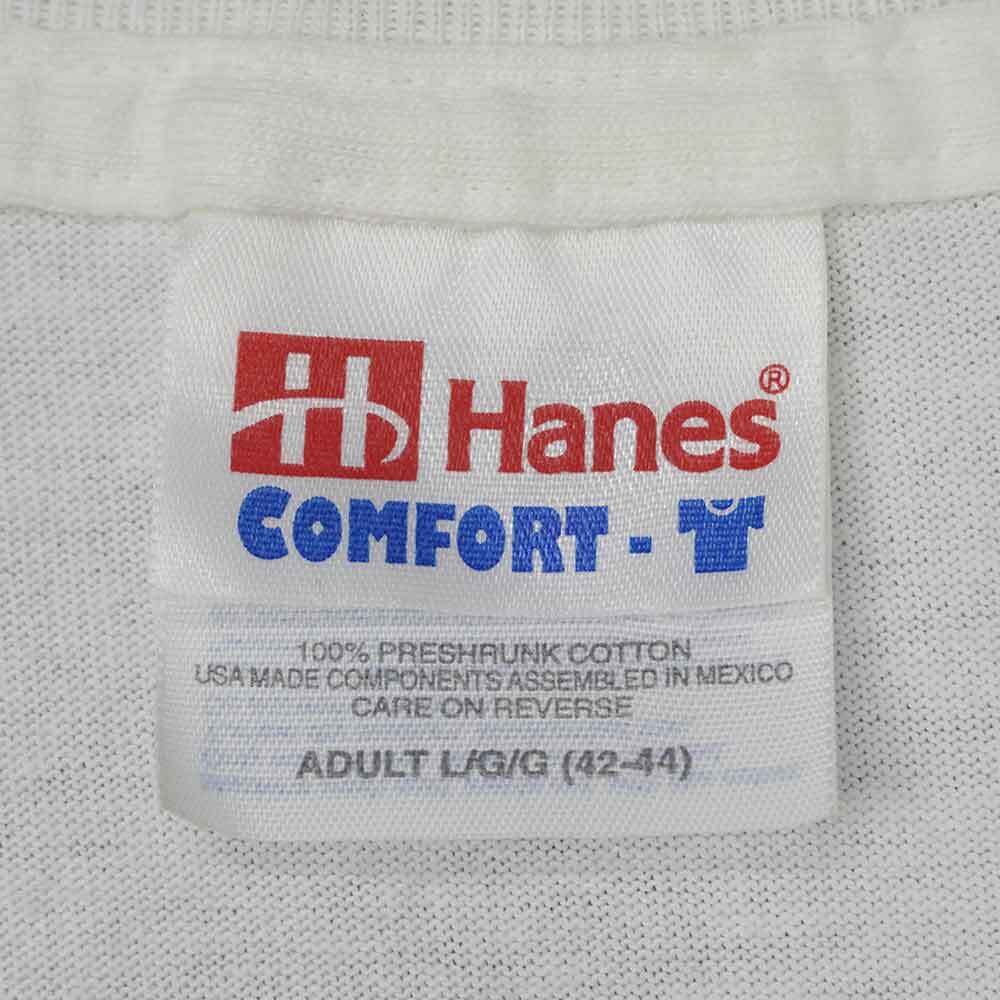 H Hanes®
COMFORT -
100% PRESHRUNK COTTON
USA MADE COMPONENTS ASSEMBLED IN MEXICO
CARE ON REVERSE
ADULT L/G/G (42-44)